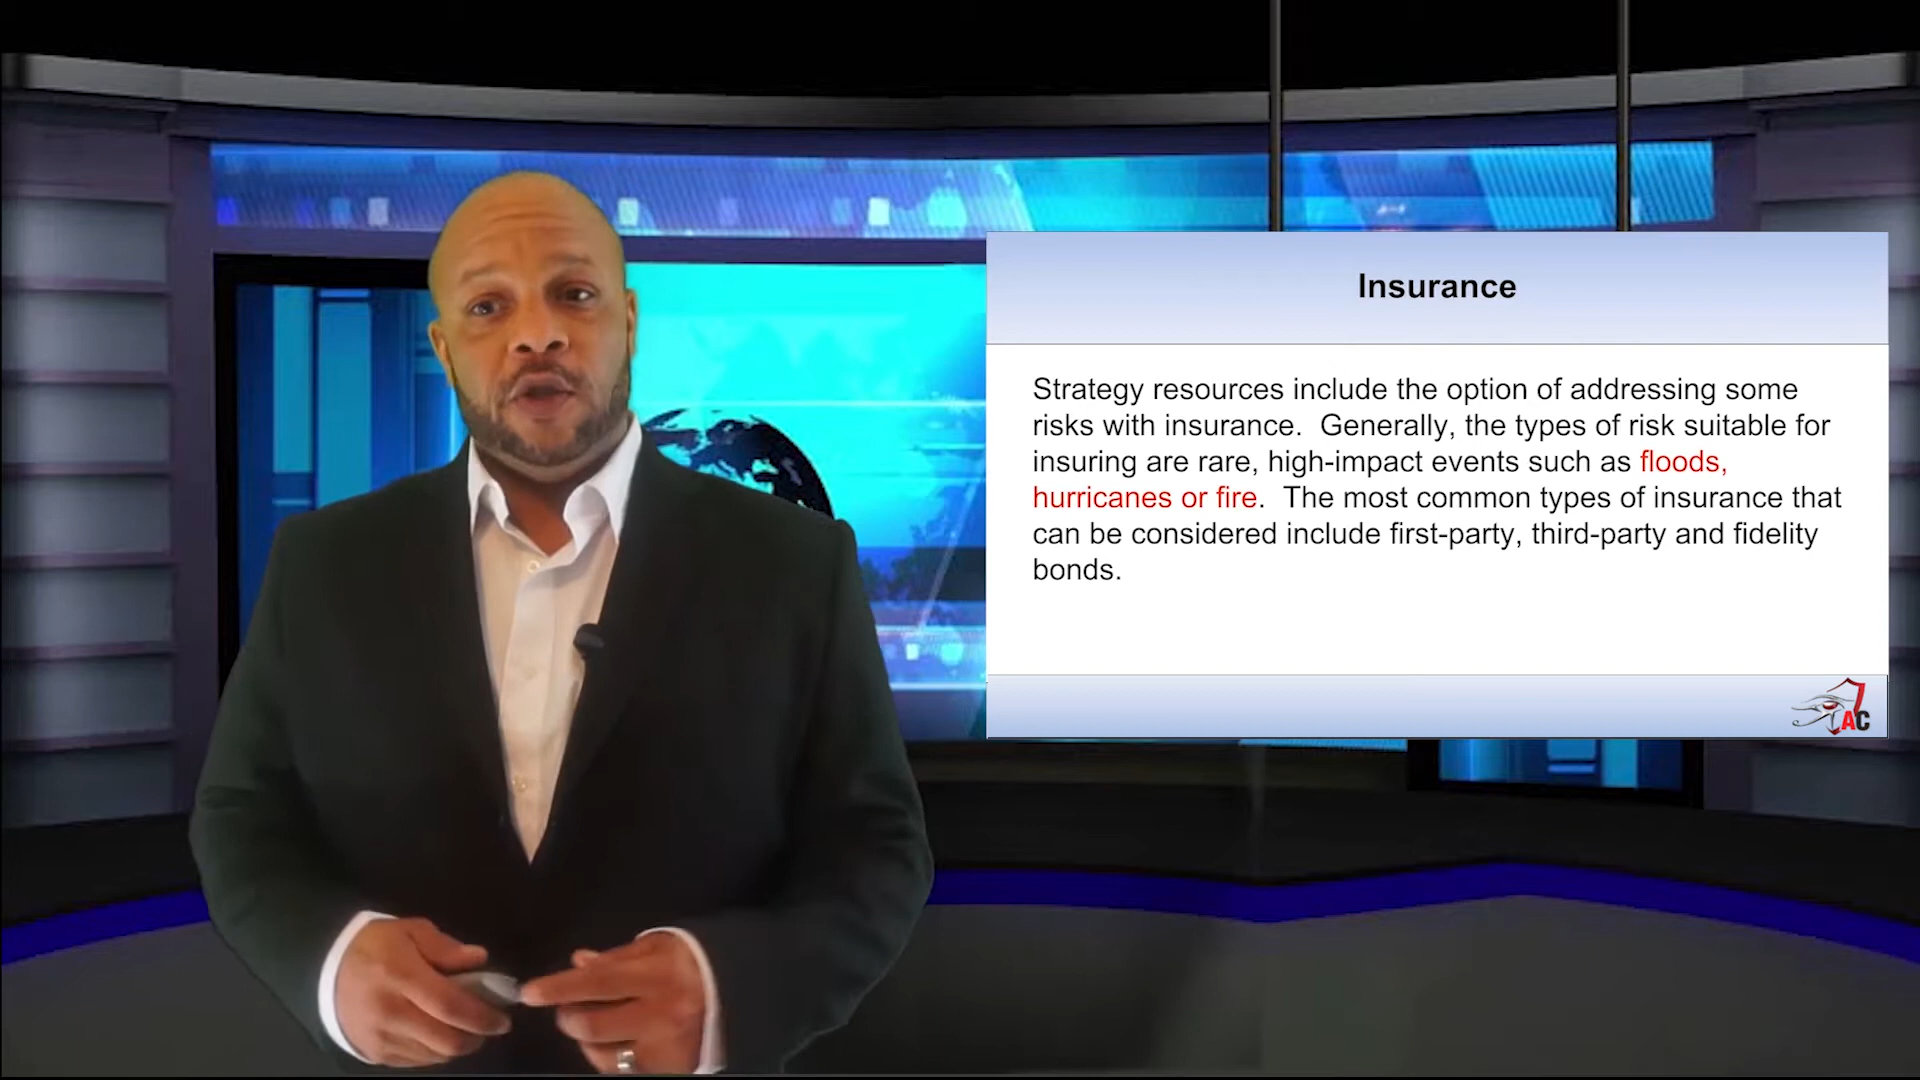 Insurance
Strategy resources include the option of addressing some
risks with insurance.  Generally, the types of risk suitable for
insuring are rare, high-impact events such as floods,
hurricanes or fire.  The most common types of insurance that
can be considered include first-party, third-party and fidelity
bonds.
AC